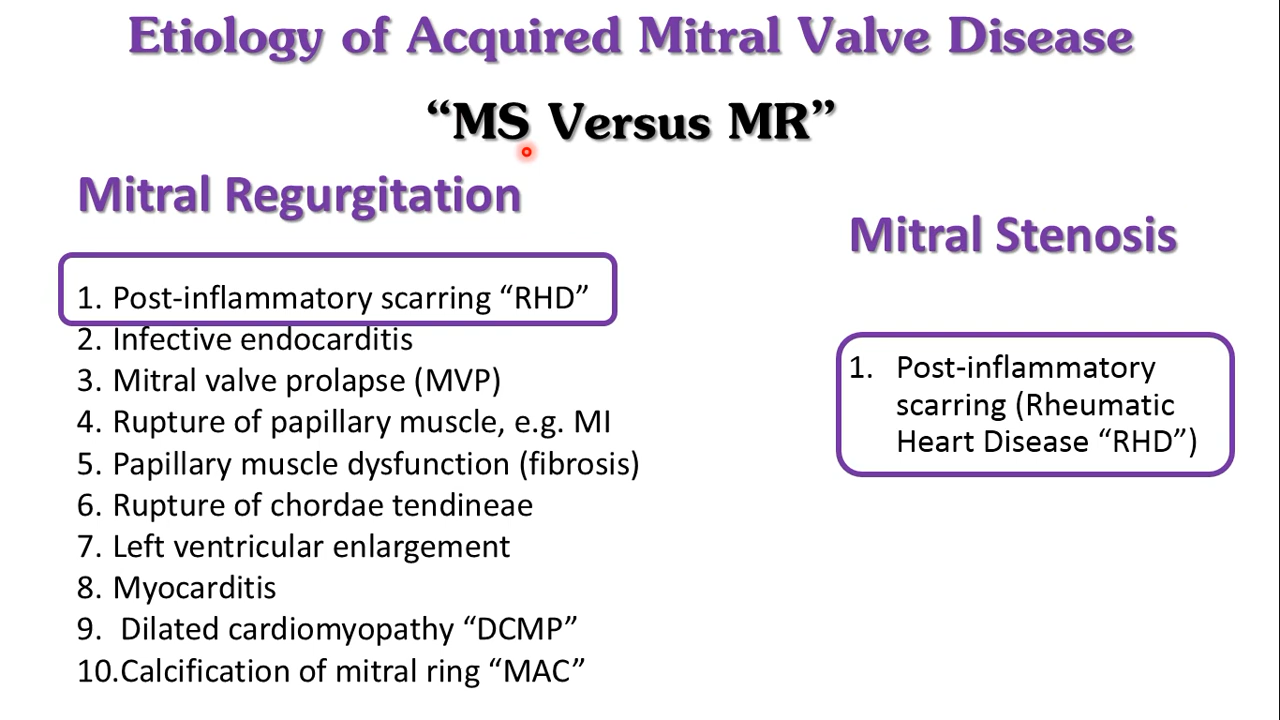 Etiology of Acquired Mitral Valve Disease
“MS Versus MR”
Mitral Regurgitation
1. Post-inflammatory scarring “RHD”
2. Infective endocarditis
3. Mitral valve prolapse (MVP)
4. Rupture of papillary muscle, e.g. MI
5. Papillary muscle dysfunction (fibrosis)
6. Rupture of chordae tendineae
7. Left ventricular enlargement
8. Myocarditis
9. Dilated cardiomyopathy “DCMP”
10.Calcification of mitral ring “MAC”
Mitral Stenosis
1. Post-inflammatory
scarring (Rheumatic
Heart Disease “RHD”)